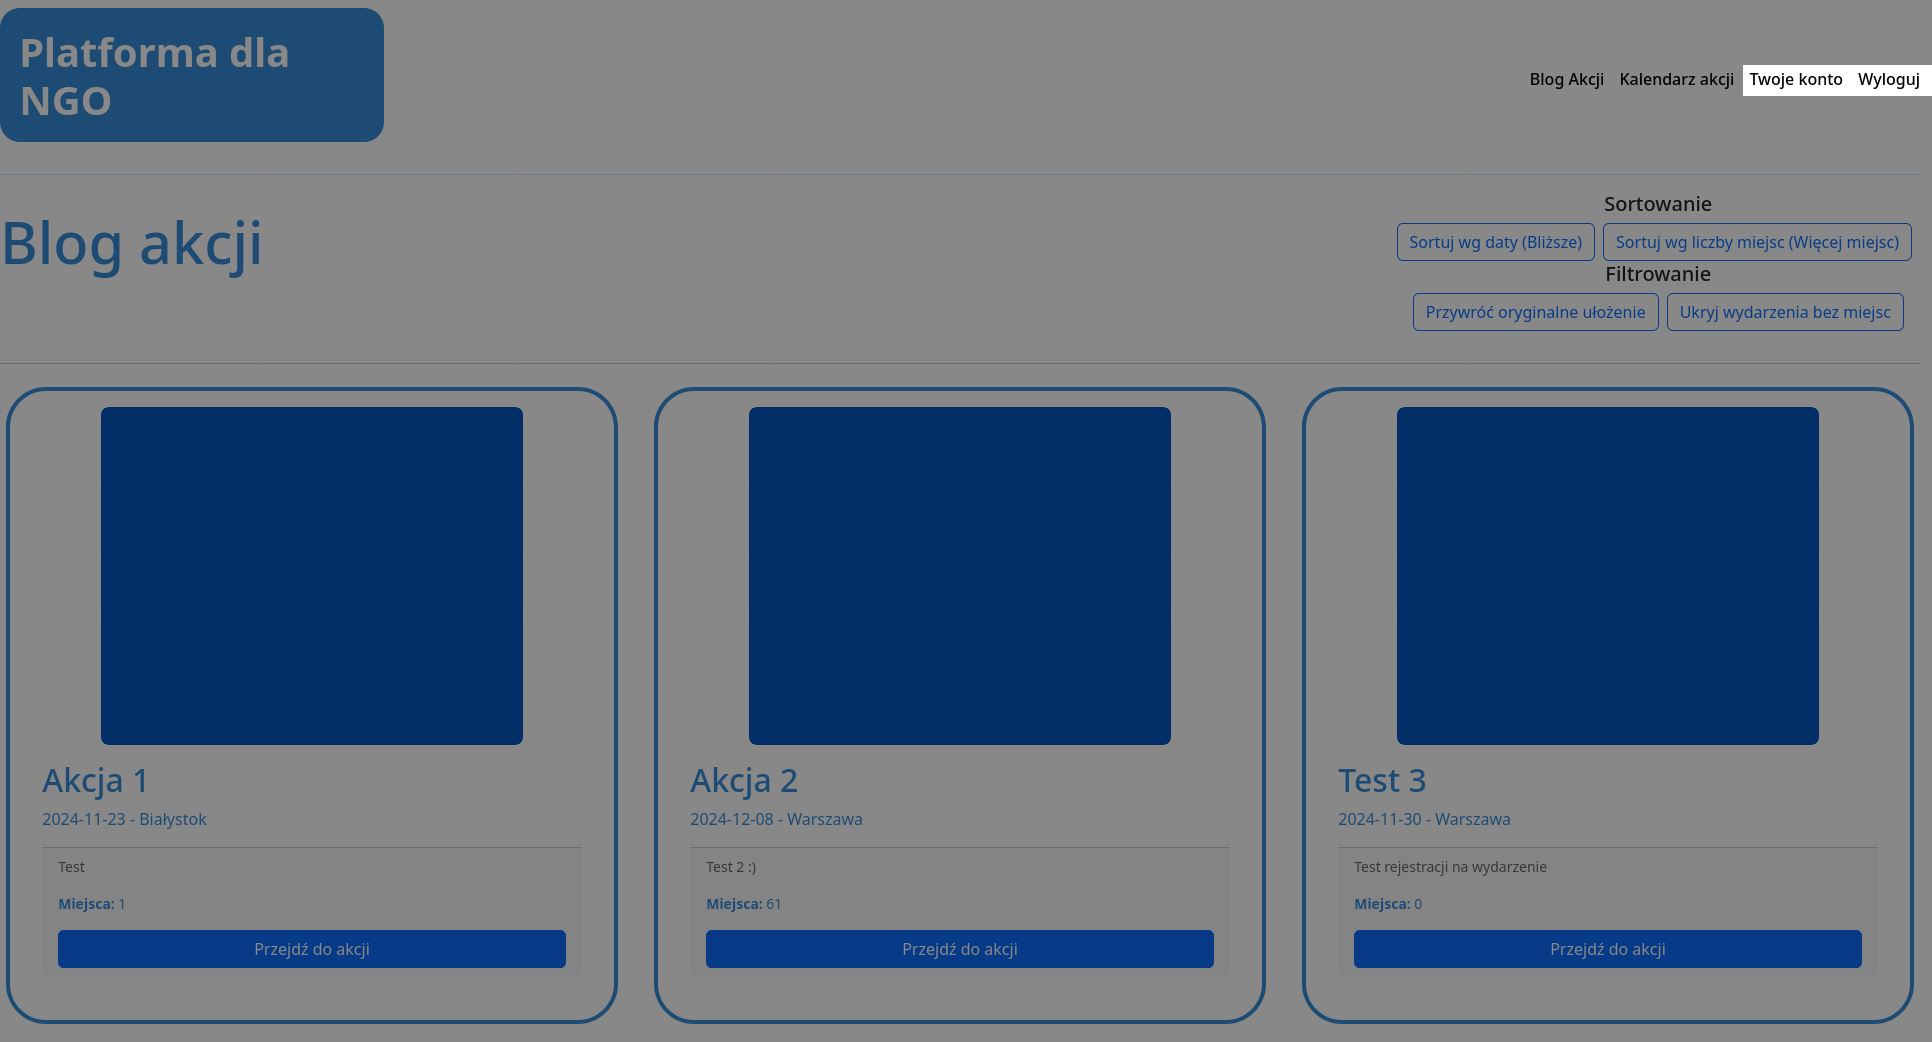 Platforma dla
NGO
Blog Akcji Kalendarz akcji Twoje konto Wyloguj
Blog akcji
Sortowanie
Sortuj wg daty (Bliższe) Sortuj wg liczby miejsc (Więcej miejsc)
Filtrowanie
Przywróć oryginalne ułożenie Ukryj wydarzenia bez miejsc
Akcja 1
2024-11-23 - Białystok
Test
Miejsca: 1
Przejdź do akcji
Akcja 2
2024-12-08 - Warszawa
Test 2 :)
Miejsca: 61
Przejdź do akcji
Test 3
2024-11-30 - Warszawa
Test rejestracji na wydarzenie
Miejsca: 0
Przejdź do akcji